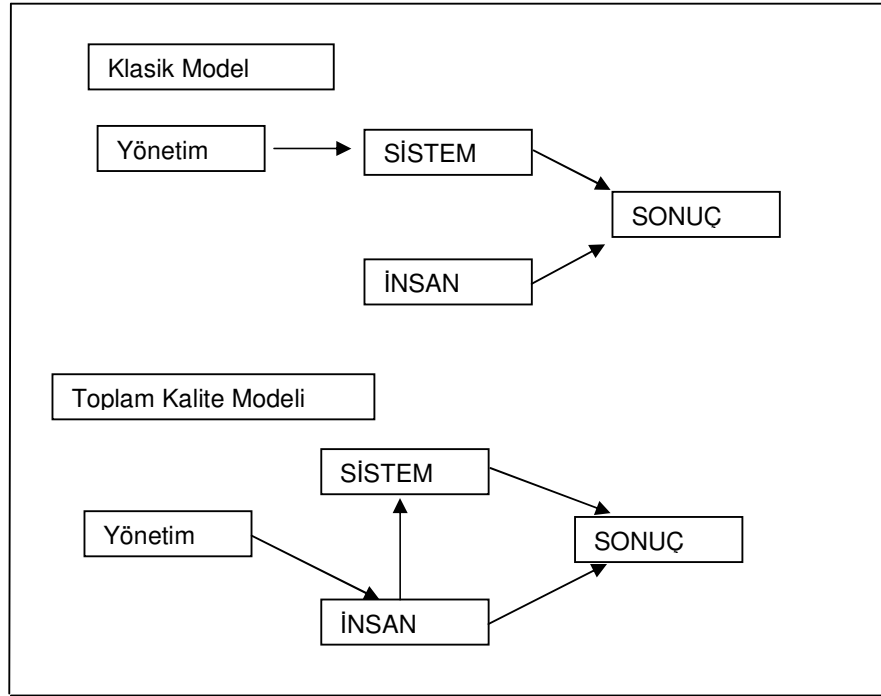 Klasik Model
Yönetim
SİSTEM
SONUÇ
İNSAN
Toplam Kalite Modeli
SİSTEM
Yönetim
SONUÇ
İNSAN